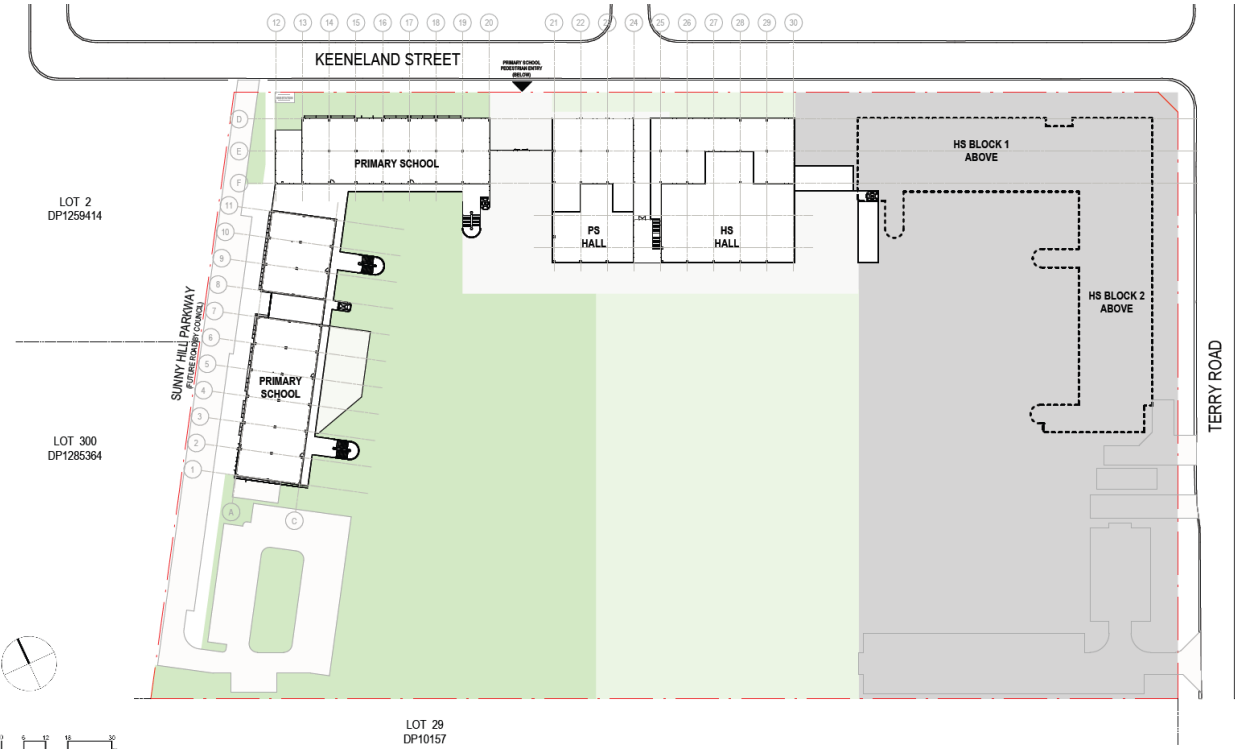 12 13 14 15 16 17 18 19 20 21 22 23 24 25 26 27 28 29 30
KEENELAND STREET
PRIMARY SCHOOL
PEDESTRIAN ENTRY
(BELOW)
D
E
F
11
10
9
8
7
6
5
4
3
2
1
A
C
PRIMARY SCHOOL
HS BLOCK 1
ABOVE
LOT 2
DP1259414
PS
HALL
HS
HALL
SUNNY HILL PARKWAY
(FUTURE ROAD BY COUNCIL)
HS BLOCK 2
ABOVE
PRIMARY
SCHOOL
TERRY ROAD
LOT 300
DP1285364
LOT 29
DP10157
6 12 18 30